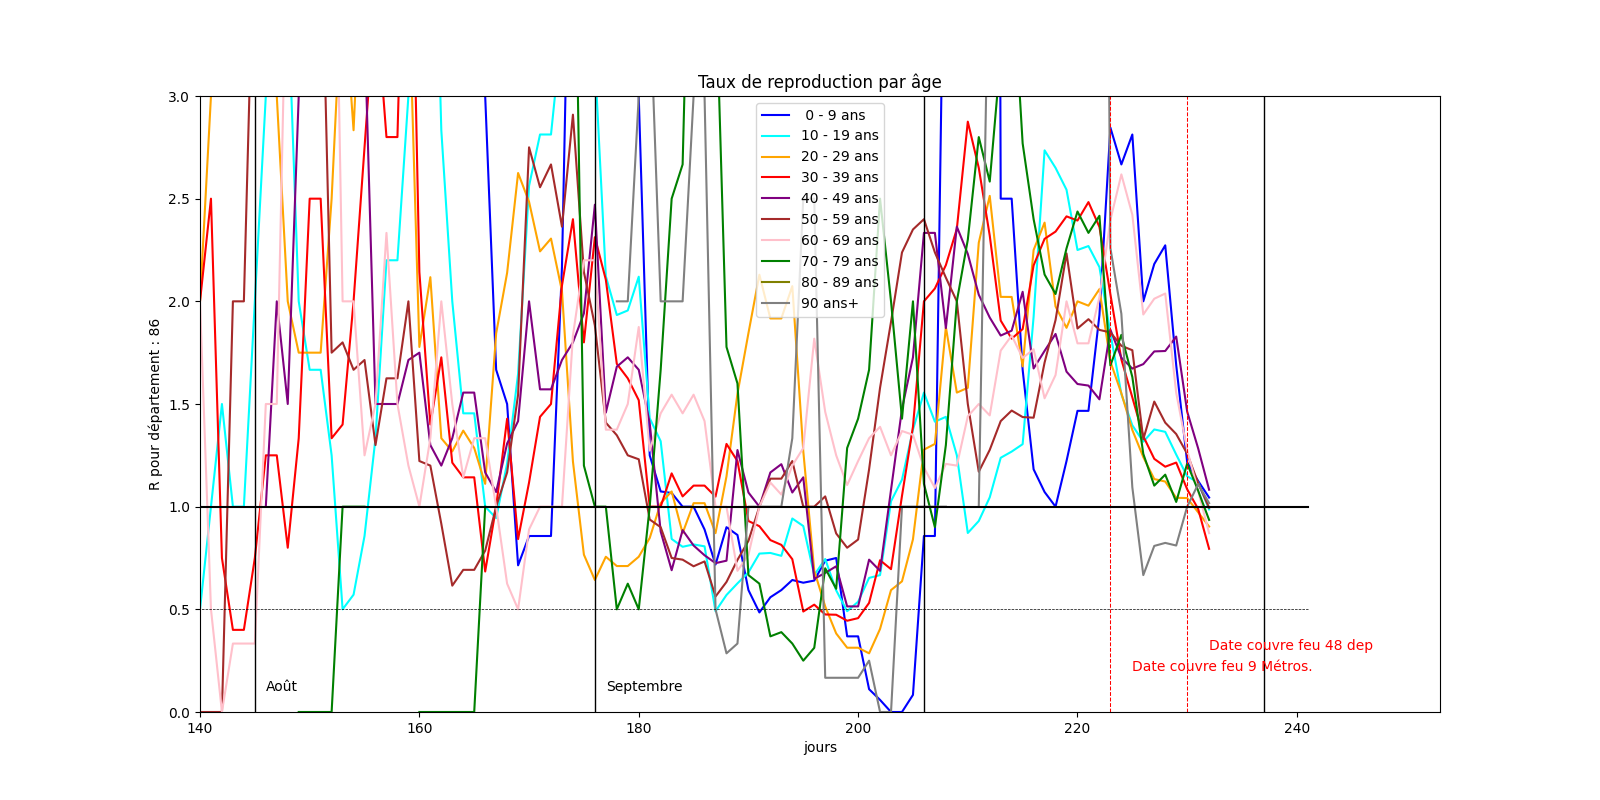 Taux de reproduction par âge
R pour département : 86
3.0
2.5
2.0
1.5
1.0
0.5
0.0
0 - 9 ans
10 - 19 ans
20 - 29 ans
30 - 39 ans
40 - 49 ans
50 - 59 ans
60 - 69 ans
70 - 79 ans
80 - 89 ans
90 ans+
Date couvre feu 48 dep
Date couvre feu 9 Métros.
Août
Septembre
140
160
180
200
220
240
jours